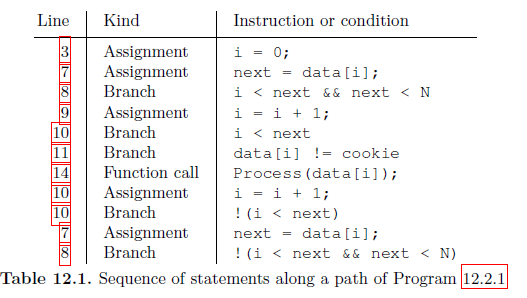 Line Kind Instruction or condition
3 Assignment i = 0;
7 Assignment next = data[i];
8 Branch i < next && next < N
9 Assignment i = i + 1;
10 Branch i < next
11 Branch data[i] != cookie
14 Function call Process(data[i]);
10 Assignment i = i + 1;
10 Branch !(i < next)
7 Assignment next = data[i];
8 Branch !(i < next && next < N)
Table 12.1. Sequence of statements along a path of Program 12.2.1